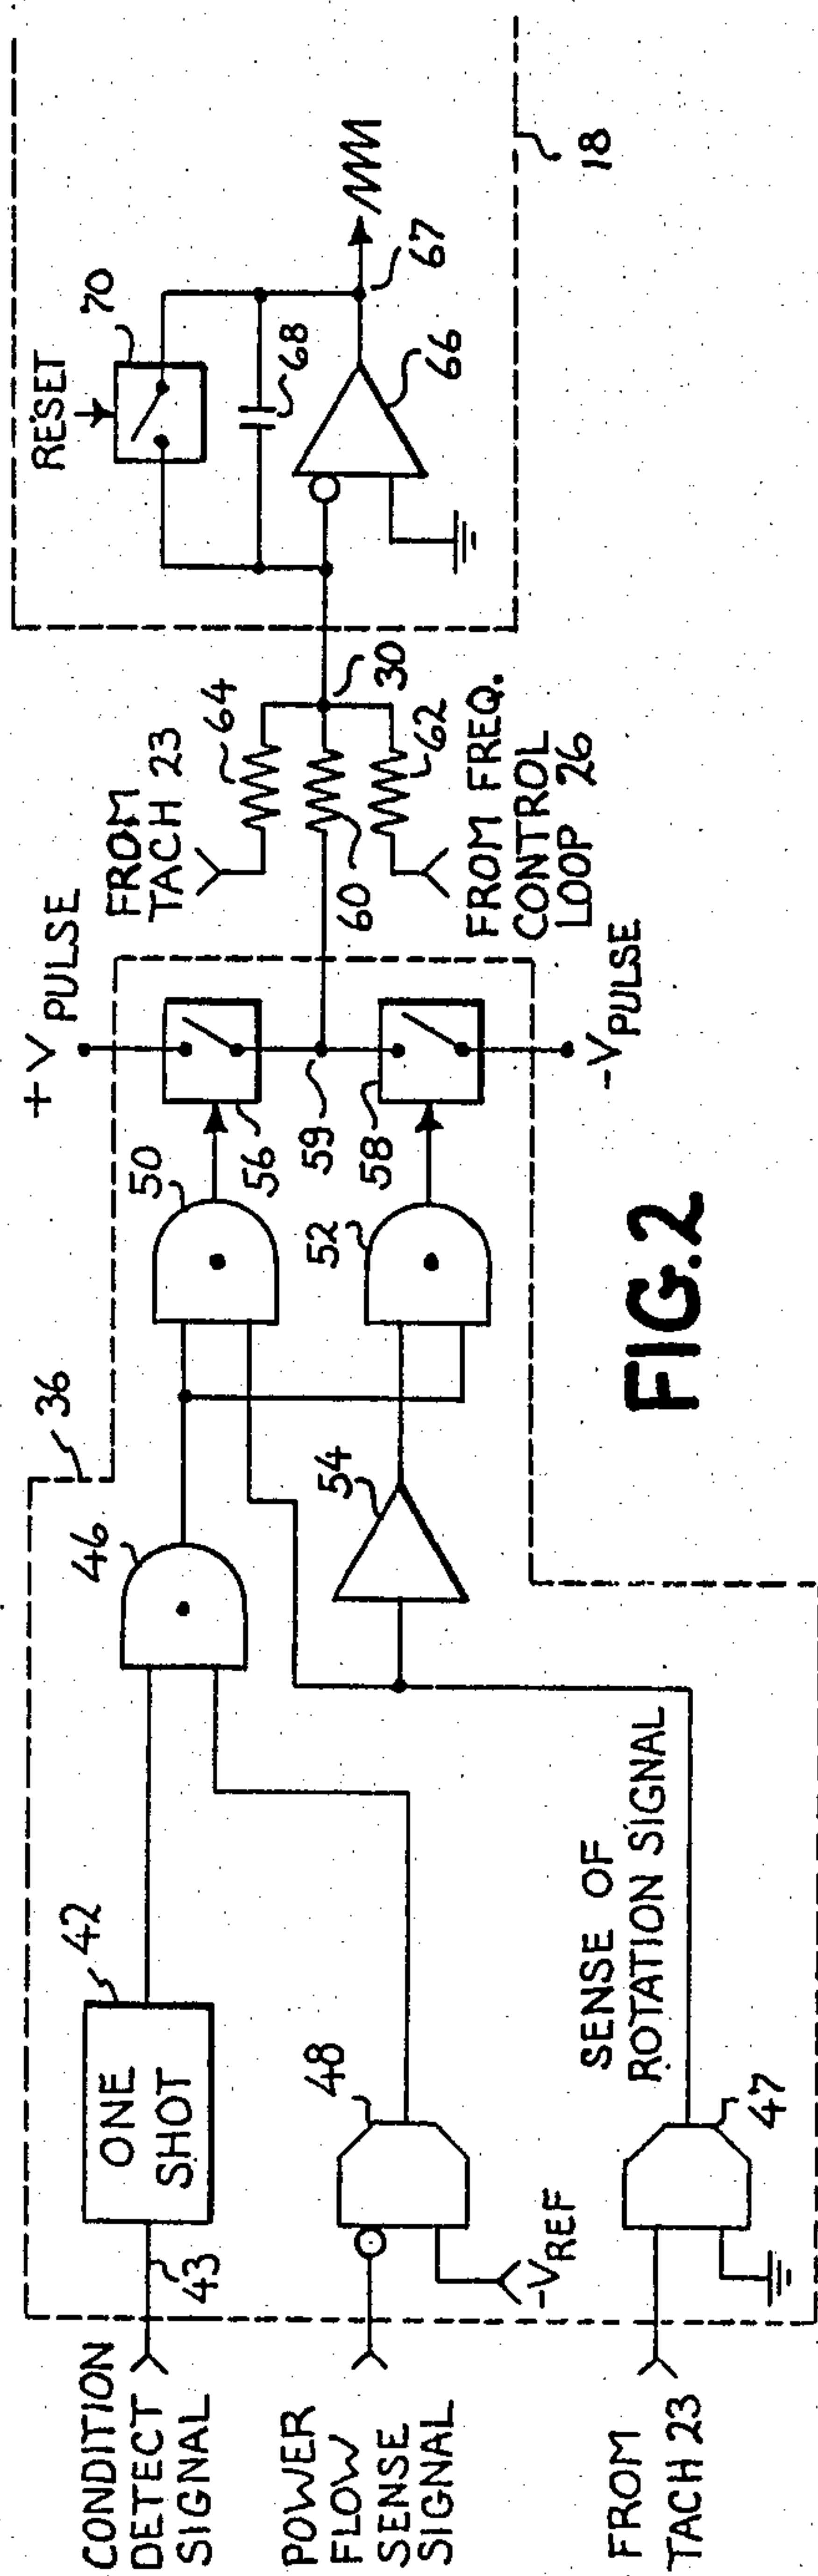 CONDITION
DETECT
SIGNAL
43
ONE
SHOT
42
46
36
50
56
+V PULSE
59
58
-V PULSE
52
54
POWER
FLOW
SENSE
SIGNAL
48
-V REF
FROM
TACH 23
47
SENSE OF
ROTATION SIGNAL
FROM
TACH 23
64
60
62
30
FROM FREQ.
CONTROL
LOOP 26
RESET
70
68
66
67
18
FIG. 2